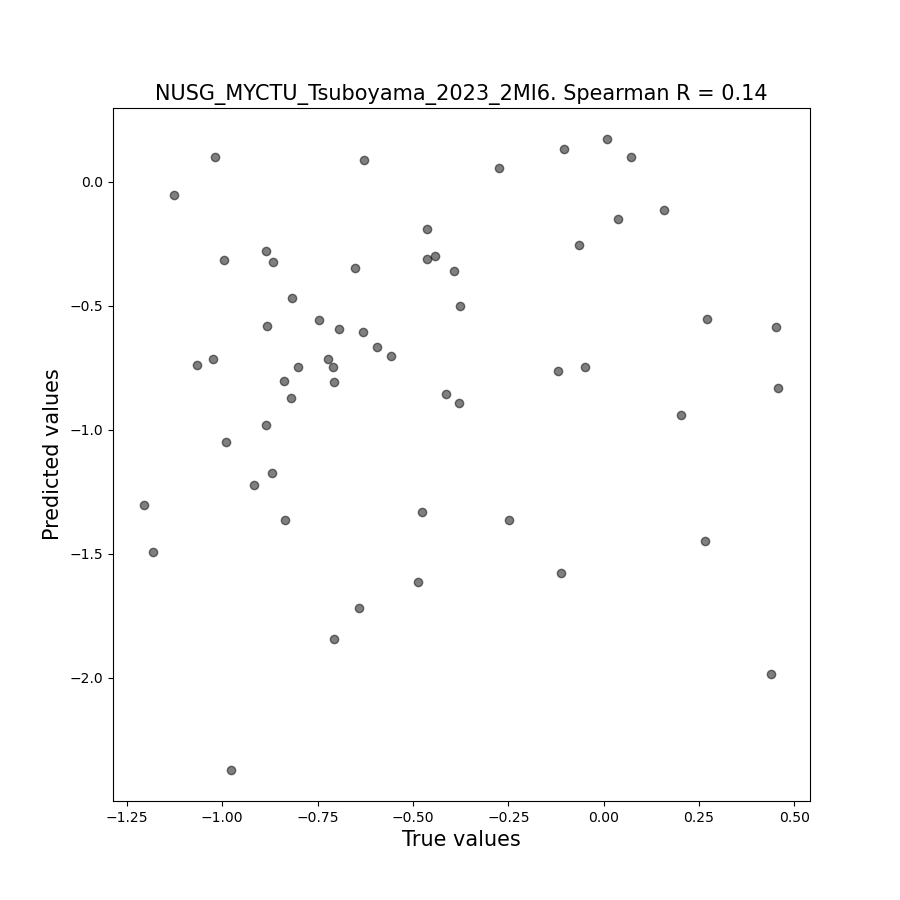 NUSG_MYCTU_Tsuboyama_2023_2MI6. Spearman R = 0.14
0.0
−0.5
−1.0
−1.5
−2.0
Predicted values
−1.25 −1.00 −0.75 −0.50 −0.25 0.00 0.25 0.50
True values